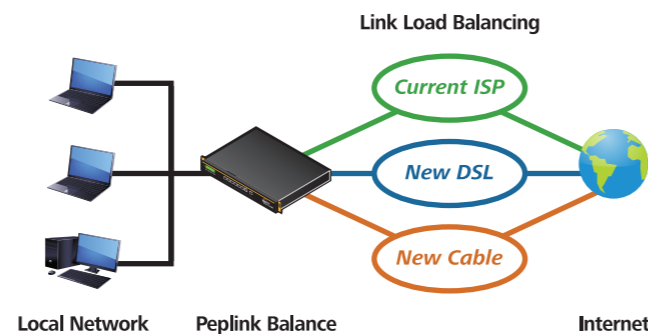 Link Load Balancing
Current ISP
New DSL
New Cable
Local Network
Peplink Balance
Internet